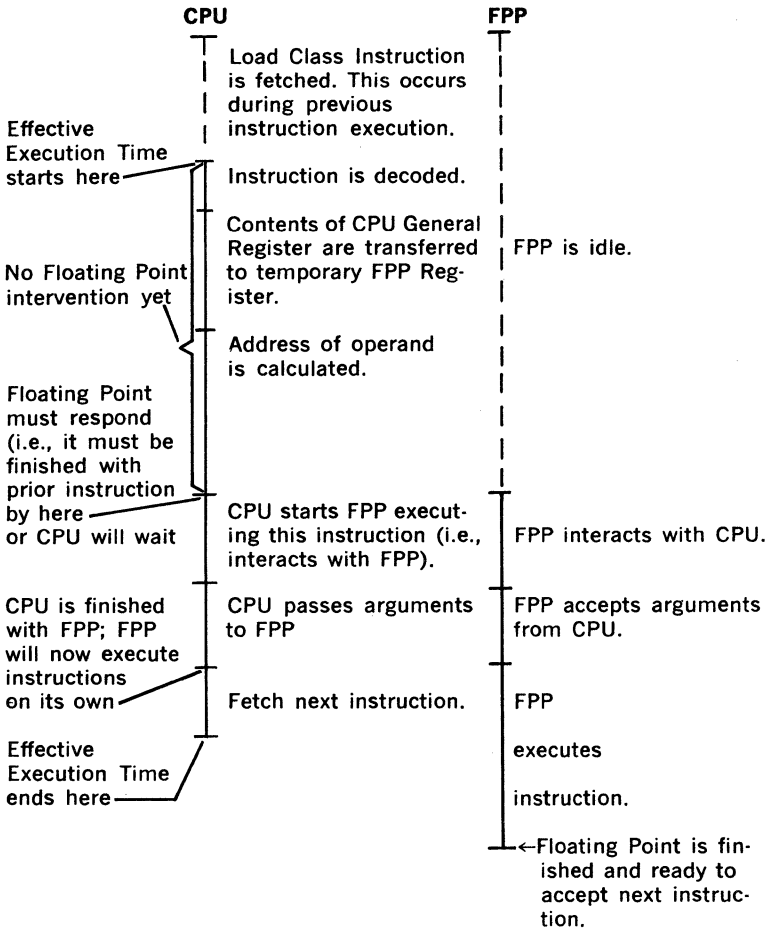 CPU
FPP
Load Class Instruction
is fetched. This occurs
during previous
instruction execution.
Effective
Execution Time
starts here
Instruction is decoded.
Contents of CPU General
Register are transferred
to temporary FPP Reg-
ister.
FPP is idle.
No Floating Point
intervention yet
Address of operand
is calculated.
Floating Point
must respond
(i.e., it must be
finished with
prior instruction
by here
or CPU will wait
CPU starts FPP execut-
ing this instruction (i.e.,
interacts with FPP).
FPP interacts with CPU.
CPU is finished
with FPP; FPP
will now execute
instructions
on its own
CPU passes arguments
to FPP
FPP accepts arguments
from CPU.
Fetch next instruction.
FPP
executes
instruction.
Effective
Execution Time
ends here
←Floating Point is fin-
ished and ready to
accept next instruc-
tion.